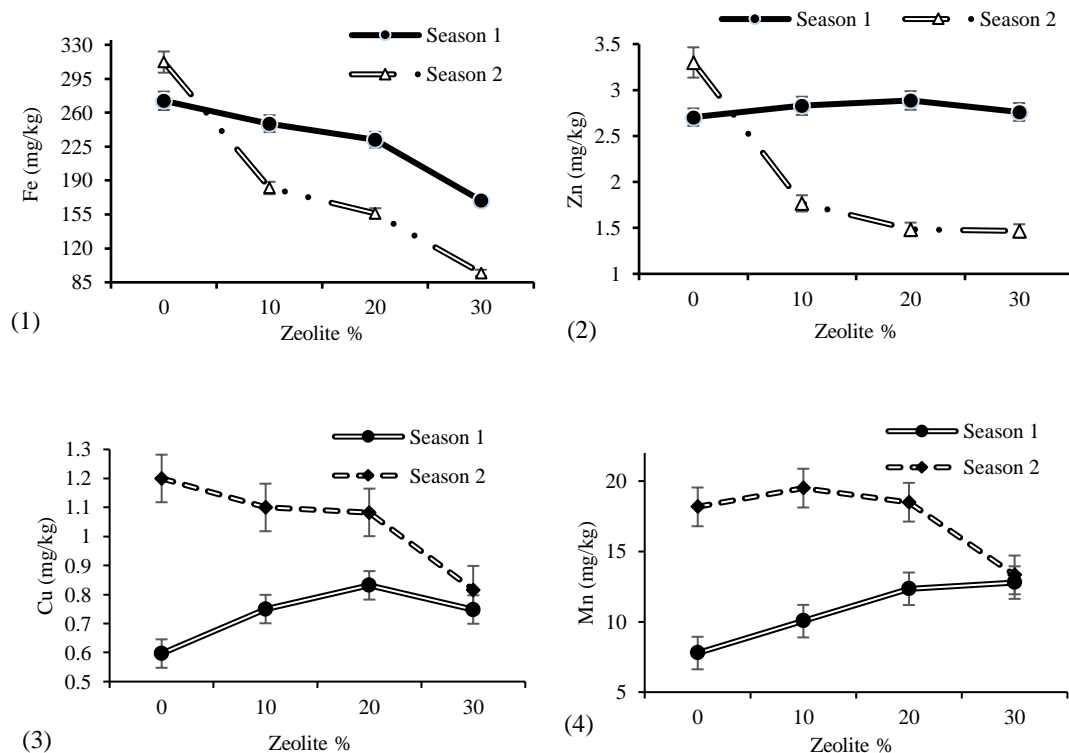 Season 1
Season 2
330
295
260
225
190
155
120
85
Fe (mg/kg)
0 10 20 30
Zeolite %
(1)
Season 1 Season 2
3.5
3
2.5
2
1.5
1
Zn (mg/kg)
0 10 20 30
Zeolite %
(2)
Season 1
Season 2
1.3
1.2
1.1
1
0.9
0.8
0.7
0.6
0.5
Cu (mg/kg)
0 10 20 30
Zeolite %
(3)
Season 1
Season 2
20
15
10
5
Mn (mg/kg)
0 10 20 30
Zeolite %
(4)